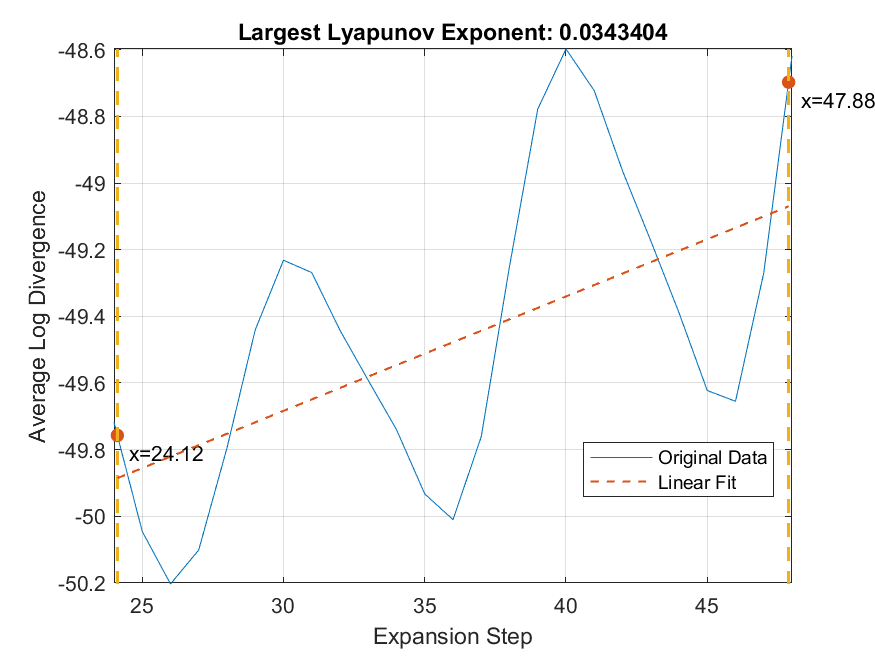 Largest Lyapunov Exponent: 0.0343404
-48.6
-48.8
-49
-49.2
-49.4
-49.6
-49.8
-50
-50.2
Average Log Divergence
x=47.88
x=24.12
Original Data
Linear Fit
25
30
35
40
45
Expansion Step